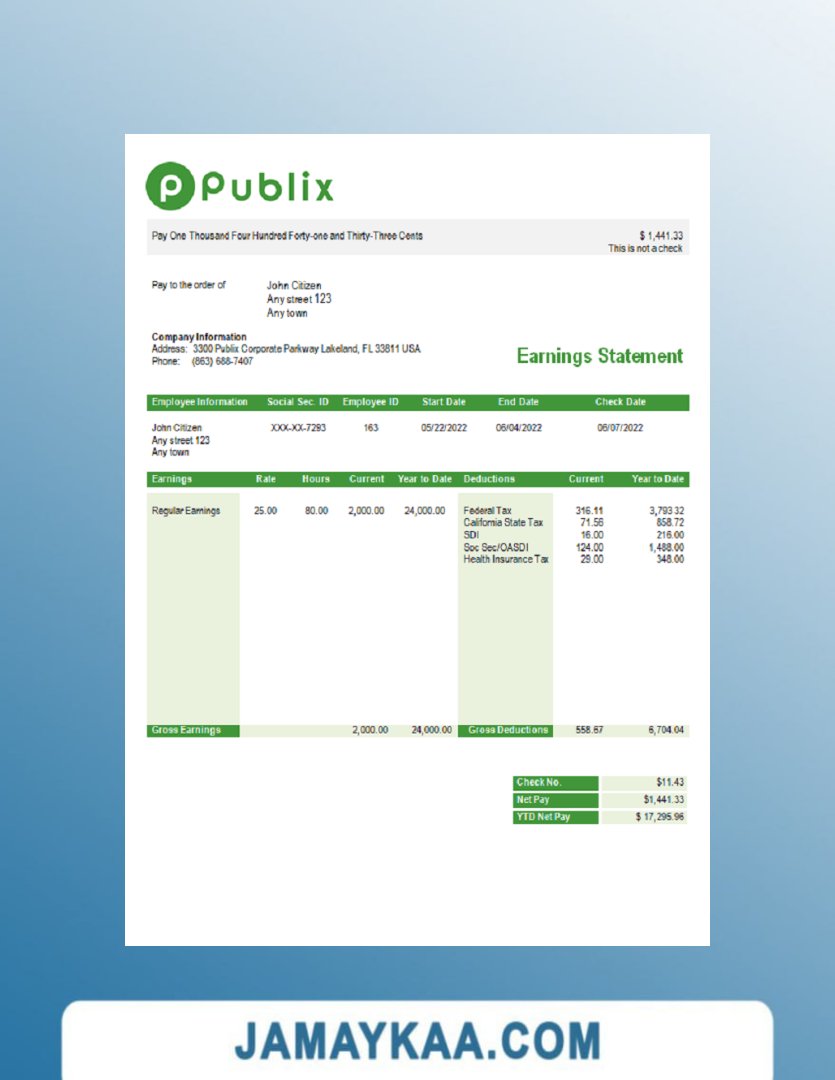 Publix
Pay One Thousand Four Hundred Forty-one and Thirty-Three Cents $ 1,441.33
This is not a check
Pay to the order of John Citizen
Any street 123
Any town
Company Information
Address: 3300 Publix Corporate Parkway Lakeland, FL 33811 USA
Phone: (863) 688-7407
Earnings Statement
Employee Information Social Sec. ID Employee ID Start Date End Date Check Date
John Citizen XXX-XX-7293 163 05/22/2022 06/04/2022 06/07/2022
Any street 123
Any town
Earnings Rate Hours Current Year to Date Deductions Current Year to Date
Regular Earnings 25.00 80.00 2,000.00 24,000.00 Federal Tax 316.11 3,793.32
California State Tax 71.56 858.72
SDI 16.00 216.00
Soc Sec/OASDI 124.00 1,488.00
Health Insurance Tax 29.00 348.00
Gross Earnings 2,000.00 24,000.00 Gross Deductions 558.67 6,704.04
Check No. $11.43
Net Pay $1,441.33
YTD Net Pay $ 17,295.96
JAMAYKAA.COM